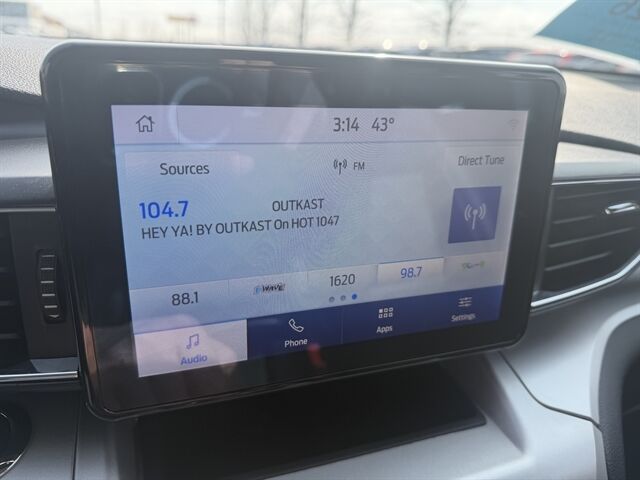 3:14 43°
Sources
FM
Direct Tune
104.7
OUTKAST
HEY YA! BY OUTKAST On HOT 1047
88.1
WAVE
1620
98.7
Audio
Phone
Apps
Settings